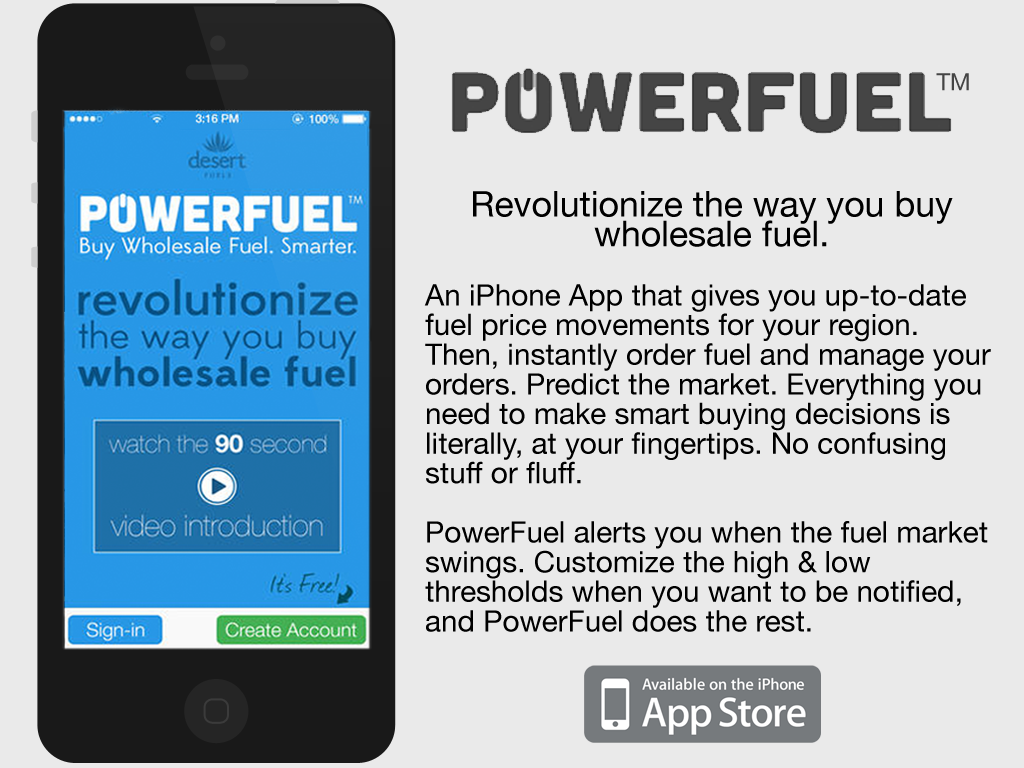 3:16 PM
100%
desert
FUELS
POWERFUEL™
Buy Wholesale Fuel. Smarter.
revolutionize
the way you buy
wholesale fuel
watch the 90 second
video introduction
It's Free!
Sign-in
Create Account
POWERFUEL™
Revolutionize the way you buy
wholesale fuel.
An iPhone App that gives you up-to-date
fuel price movements for your region.
Then, instantly order fuel and manage your
orders. Predict the market. Everything you
need to make smart buying decisions is
literally, at your fingertips. No confusing
stuff or fluff.
PowerFuel alerts you when the fuel market
swings. Customize the high & low
thresholds when you want to be notified,
and PowerFuel does the rest.
Available on the iPhone
App Store